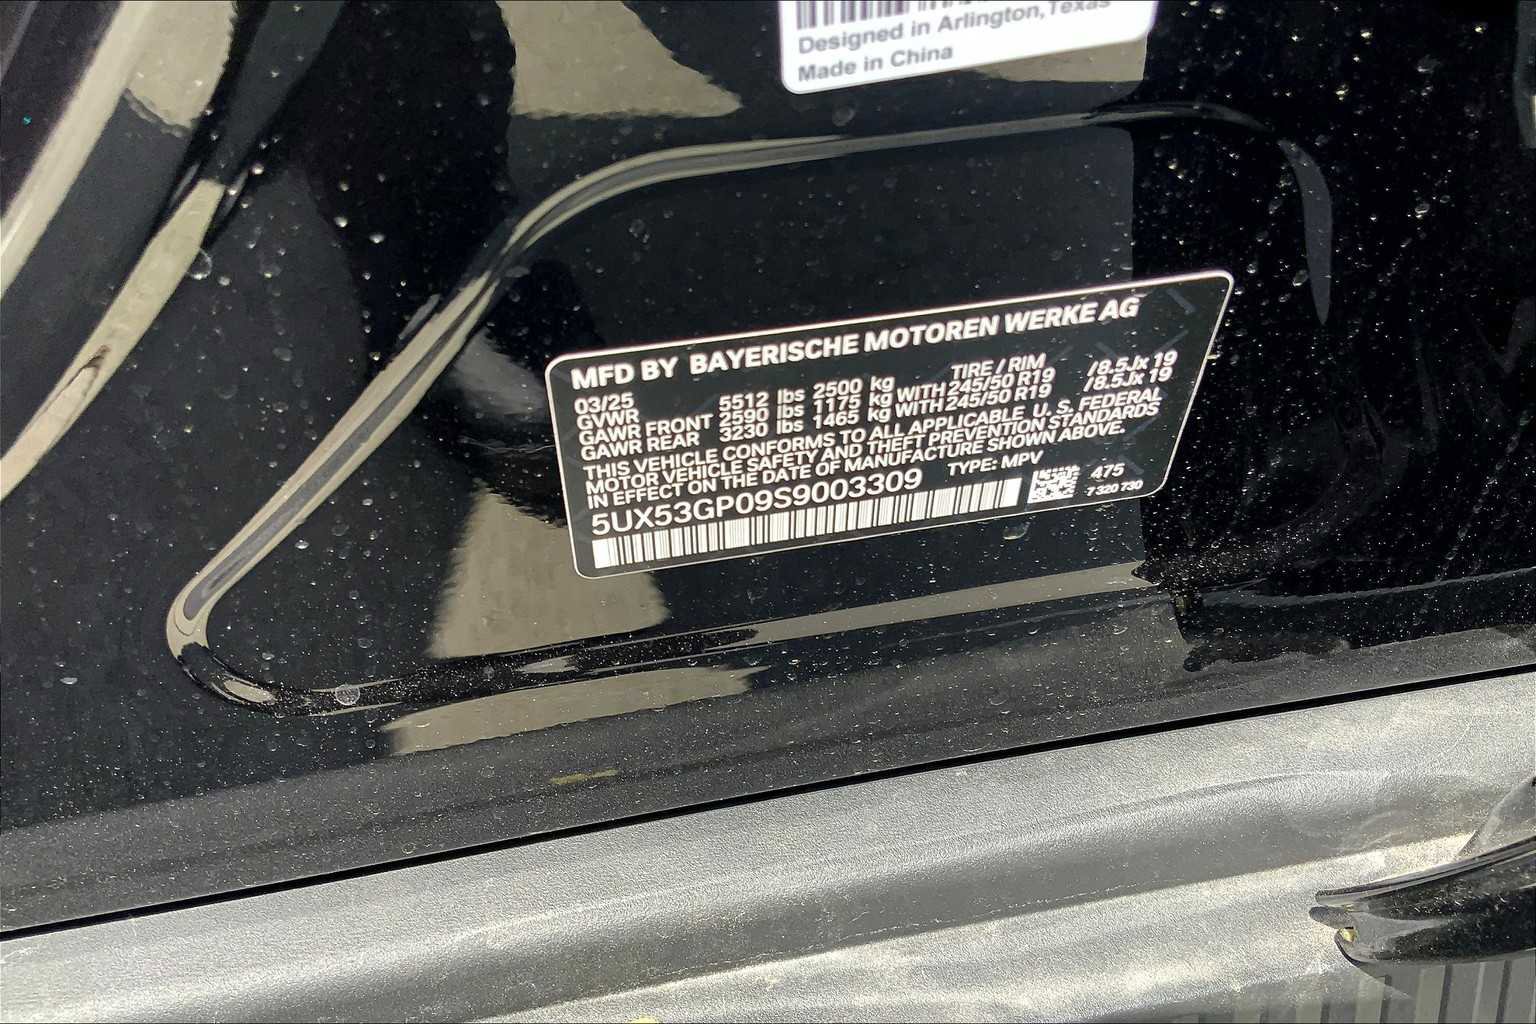 Designed in Arlington, Texas
Made in China
MFD BY BAYERISCHE MOTOREN WERKE AG
03/25 TIRE / RIM
GVWR 5512 lbs 2500 kg
GAWR FRONT 2590 lbs 1175 kg WITH 245/50 R19 /8.5Jx 19
GAWR REAR 3230 lbs 1465 kg WITH 245/50 R19 /8.5Jx 19
THIS VEHICLE CONFORMS TO ALL APPLICABLE U. S. FEDERAL
MOTOR VEHICLE SAFETY AND THEFT PREVENTION STANDARDS
IN EFFECT ON THE DATE OF MANUFACTURE SHOWN ABOVE.
5UX53GP09S9003309 TYPE: MPV
475
7 320 730